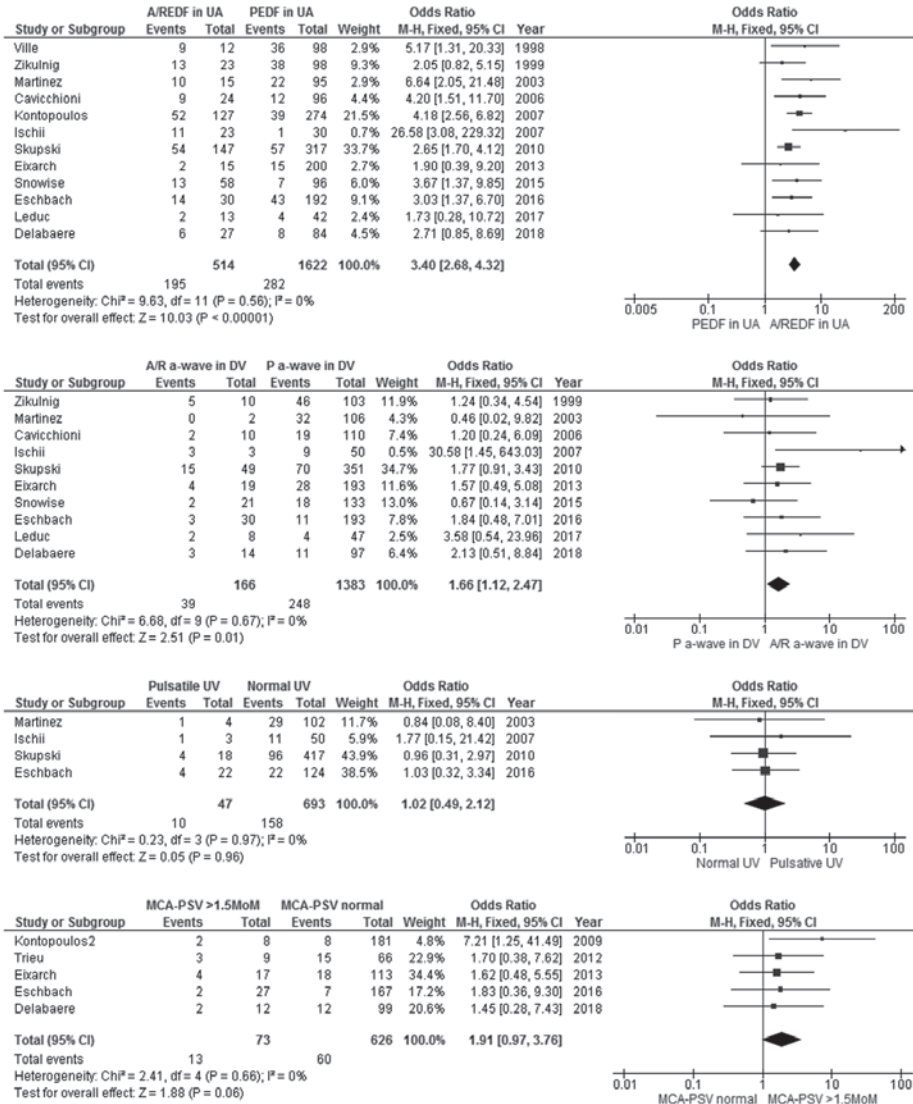 A/REDF in UA PEDF in UA Odds Ratio Odds Ratio
Study or Subgroup Events Total Events Total Weight M-H, Fixed, 95% CI Year M-H, Fixed, 95% CI
Ville 9 12 36 98 2.9% 5.17 [1.31, 20.33] 1998
Zikulnig 13 23 38 98 9.3% 2.05 [0.82, 5.15] 1999
Martinez 10 15 22 95 2.8% 6.64 [2.05, 21.48] 2003
Cavicchioni 9 24 12 96 4.4% 4.20 [1.51, 11.70] 2006
Kontopoulos 52 127 39 274 21.5% 4.18 [2.56, 6.82] 2007
Ischii 11 23 1 30 0.7% 26.58 [3.08, 229.32] 2007
Skupski 54 147 57 317 33.7% 2.65 [1.70, 4.12] 2010
Eixarch 2 15 15 200 2.6% 1.90 [0.39, 9.20] 2013
Snowise 13 58 7 96 6.0% 3.67 [1.37, 9.85] 2015
Eschbach 14 30 43 192 9.1% 3.03 [1.37, 6.70] 2016
Leduc 2 13 4 42 2.4% 1.73 [0.28, 10.72] 2017
Delabaere 6 27 8 84 4.5% 2.71 [0.85, 8.69] 2018
Total (95% CI) 514 1622 100.0% 3.40 [2.68, 4.32]
Total events 195 282
Heterogeneity: Chi² = 9.63, df = 11 (P = 0.56); I² = 0%
Test for overall effect: Z = 10.03 (P < 0.00001)
0.005 0.1 1 10 200
PEDF in UA A/REDF in UA
A/R a-wave in DV P a-wave in DV Odds Ratio Odds Ratio
Study or Subgroup Events Total Events Total Weight M-H, Fixed, 95% CI Year M-H, Fixed, 95% CI
Zikulnig 5 10 46 103 11.9% 1.24 [0.34, 4.54] 1999
Martinez 0 2 32 106 4.3% 0.46 [0.02, 9.82] 2003
Cavicchioni 2 10 19 110 7.4% 1.20 [0.24, 6.09] 2006
Ischii 3 3 9 50 0.5% 30.58 [1.45, 643.03] 2007
Skupski 15 49 70 351 34.7% 1.77 [0.91, 3.43] 2010
Eixarch 4 19 28 193 11.6% 1.57 [0.49, 5.08] 2013
Snowise 2 21 18 133 13.0% 0.67 [0.14, 3.14] 2015
Eschbach 3 30 11 193 7.8% 1.84 [0.48, 7.01] 2016
Leduc 2 8 4 47 2.4% 3.58 [0.54, 23.96] 2017
Delabaere 3 14 11 97 6.4% 2.13 [0.51, 8.84] 2018
Total (95% CI) 166 1383 100.0% 1.66 [1.12, 2.47]
Total events 39 248
Heterogeneity: Chi² = 6.68, df = 9 (P = 0.67); I² = 0%
Test for overall effect: Z = 2.51 (P = 0.01)
0.01 0.1 1 10 100
P a-wave in DV A/R a-wave in DV
Pulsatile UV Normal UV Odds Ratio Odds Ratio
Study or Subgroup Events Total Events Total Weight M-H, Fixed, 95% CI Year M-H, Fixed, 95% CI
Martinez 1 4 29 102 11.7% 0.84 [0.08, 8.40] 2003
Ischii 1 3 11 50 5.9% 1.77 [0.15, 21.42] 2007
Skupski 4 18 96 417 43.9% 0.96 [0.31, 2.97] 2010
Eschbach 4 22 22 124 38.5% 1.03 [0.32, 3.34] 2016
Total (95% CI) 47 693 100.0% 1.02 [0.49, 2.12]
Total events 10 158
Heterogeneity: Chi² = 0.23, df = 3 (P = 0.97); I² = 0%
Test for overall effect: Z = 0.05 (P = 0.96)
0.01 0.1 1 10 100
Normal UV Pulsative UV
MCA-PSV >1.5MoM MCA-PSV normal Odds Ratio Odds Ratio
Study or Subgroup Events Total Events Total Weight M-H, Fixed, 95% CI Year M-H, Fixed, 95% CI
Kontopoulos2 2 8 8 181 4.8% 7.21 [1.25, 41.49] 2009
Trieu 3 9 15 66 22.9% 1.70 [0.38, 7.62] 2012
Eixarch 4 17 18 113 34.4% 1.62 [0.48, 5.55] 2013
Eschbach 2 27 7 167 17.2% 1.83 [0.36, 9.30] 2016
Delabaere 2 12 12 99 20.6% 1.45 [0.28, 7.43] 2018
Total (95% CI) 73 626 100.0% 1.91 [0.97, 3.76]
Total events 13 60
Heterogeneity: Chi² = 2.41, df = 4 (P = 0.66); I² = 0%
Test for overall effect: Z = 1.88 (P = 0.06)
0.01 0.1 1 10 100
MCA-PSV normal MCA-PSV >1.5MoM